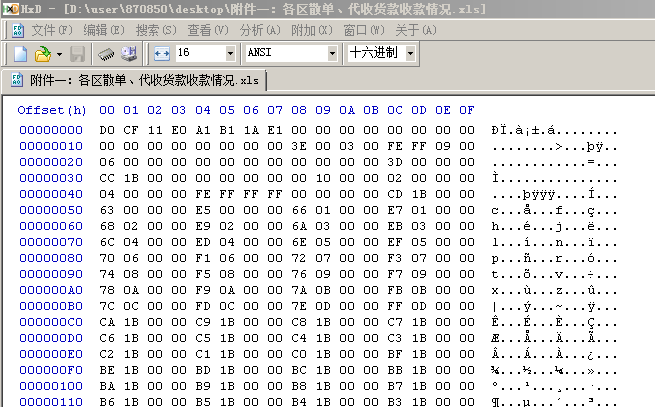 HxD - [D:\user\870850\desktop\附件一：各区散单、代收货款收款情况.xls]
文件(F) 编辑(E) 搜索(S) 查看(V) 分析(A) 附加(X) 窗口(W) 关于(A)
16 ANSI 十六进制
附件一：各区散单、代收货款收款情况.xls
Offset(h) 00 01 02 03 04 05 06 07 08 09 0A 0B 0C 0D 0E 0F
00000000 D0 CF 11 E0 A1 B1 1A E1 00 00 00 00 00 00 00 00 ÐÏ.à¡±.á........
00000010 00 00 00 00 00 00 00 00 3E 00 03 00 FE FF 09 00 ........>...þÿ..
00000020 06 00 00 00 00 00 00 00 00 00 00 00 3D 00 00 00 ............=...
00000030 CC 1B 00 00 00 00 00 00 00 10 00 00 02 00 00 00 Ì...............
00000040 04 00 00 00 FE FF FF FF 00 00 00 00 CD 1B 00 00 ....þÿÿÿ....Í...
00000050 63 00 00 00 E5 00 00 00 66 01 00 00 E7 01 00 00 c...å...f...ç...
00000060 68 02 00 00 E9 02 00 00 6A 03 00 00 EB 03 00 00 h...é...j...ë...
00000070 6C 04 00 00 ED 04 00 00 6E 05 00 00 EF 05 00 00 l...í...n...ï...
00000080 70 06 00 00 F1 06 00 00 72 07 00 00 F3 07 00 00 p...ñ...r...ó...
00000090 74 08 00 00 F5 08 00 00 76 09 00 00 F7 09 00 00 t...õ...v...÷...
000000A0 78 0A 00 00 F9 0A 00 00 7A 0B 00 00 FB 0B 00 00 x...ù...z...û...
000000B0 7C 0C 00 00 FD 0C 00 00 7E 0D 00 00 FF 0D 00 00 |...ý...~...ÿ...
000000C0 CA 1B 00 00 C9 1B 00 00 C8 1B 00 00 C7 1B 00 00 Ê...É...È...Ç...
000000D0 C6 1B 00 00 C5 1B 00 00 C4 1B 00 00 C3 1B 00 00 Æ...Å...Ä...Ã...
000000E0 C2 1B 00 00 C1 1B 00 00 C0 1B 00 00 BF 1B 00 00 Â...Á...À...¿...
000000F0 BE 1B 00 00 BD 1B 00 00 BC 1B 00 00 BB 1B 00 00 ¾...½...¼...»...
00000100 BA 1B 00 00 B9 1B 00 00 B8 1B 00 00 B7 1B 00 00 º...¹...¸...·...
00000110 B6 1B 00 00 B5 1B 00 00 B4 1B 00 00 B3 1B 00 00 ¶...µ...´...³...